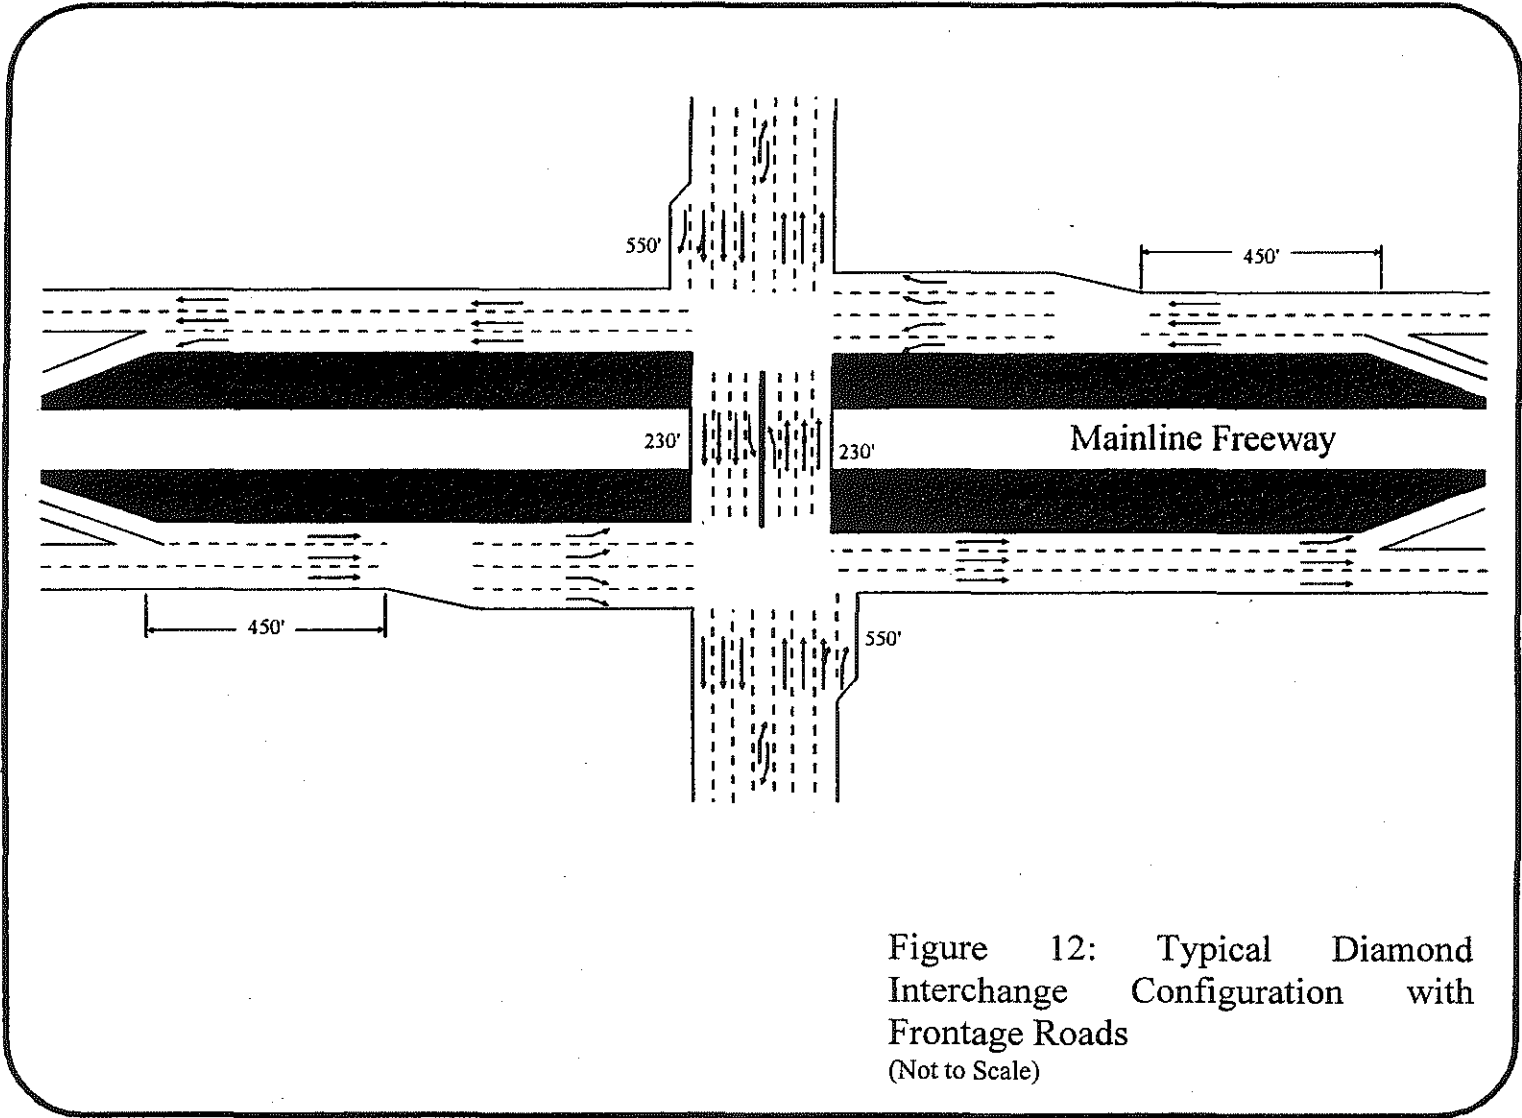 550'
450'
230'
230'
Mainline Freeway
450'
550'
Figure 12: Typical Diamond
Interchange Configuration with
Frontage Roads
(Not to Scale)